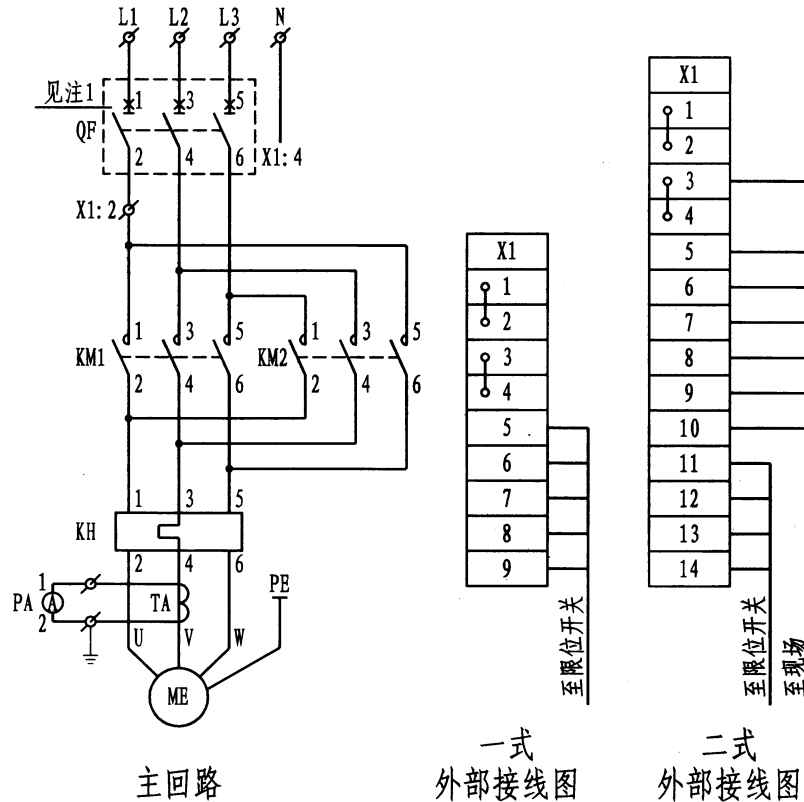 L1 L2 L3 N
见注1
1 3 5
QF
2 4 6 X1:4
X1:2
1 3 5 1 3 5
KM1 KM2
2 4 6 2 4 6
1 3 5
KH
2 4 6
1
PA A TA PE
2
U V W
ME
主回路
X1
1
2
3
4
5
6
7
8
9
至限位开关
一式
外部接线图
X1
1
2
3
4
5
6
7
8
9
10
11
12
13
14
至限位开关
至现场
二式
外部接线图